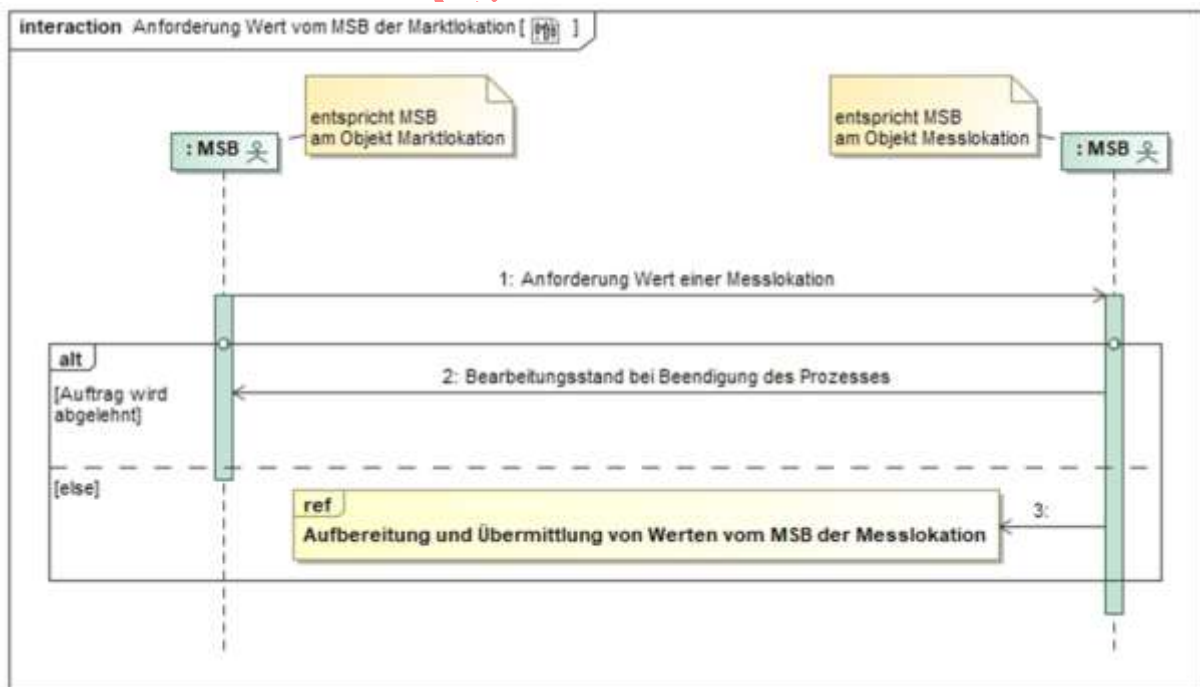 interaction Anforderung Wert vom MSB der Marktlokation [ ]
entspricht MSB
am Objekt Marktlokation
: MSB
entspricht MSB
am Objekt Messlokation
: MSB
1: Anforderung Wert einer Messlokation
alt
[Auftrag wird
abgelehnt]
2: Bearbeitungsstand bei Beendigung des Prozesses
[else]
ref
Aufbereitung und Übermittlung von Werten vom MSB der Messlokation
3: